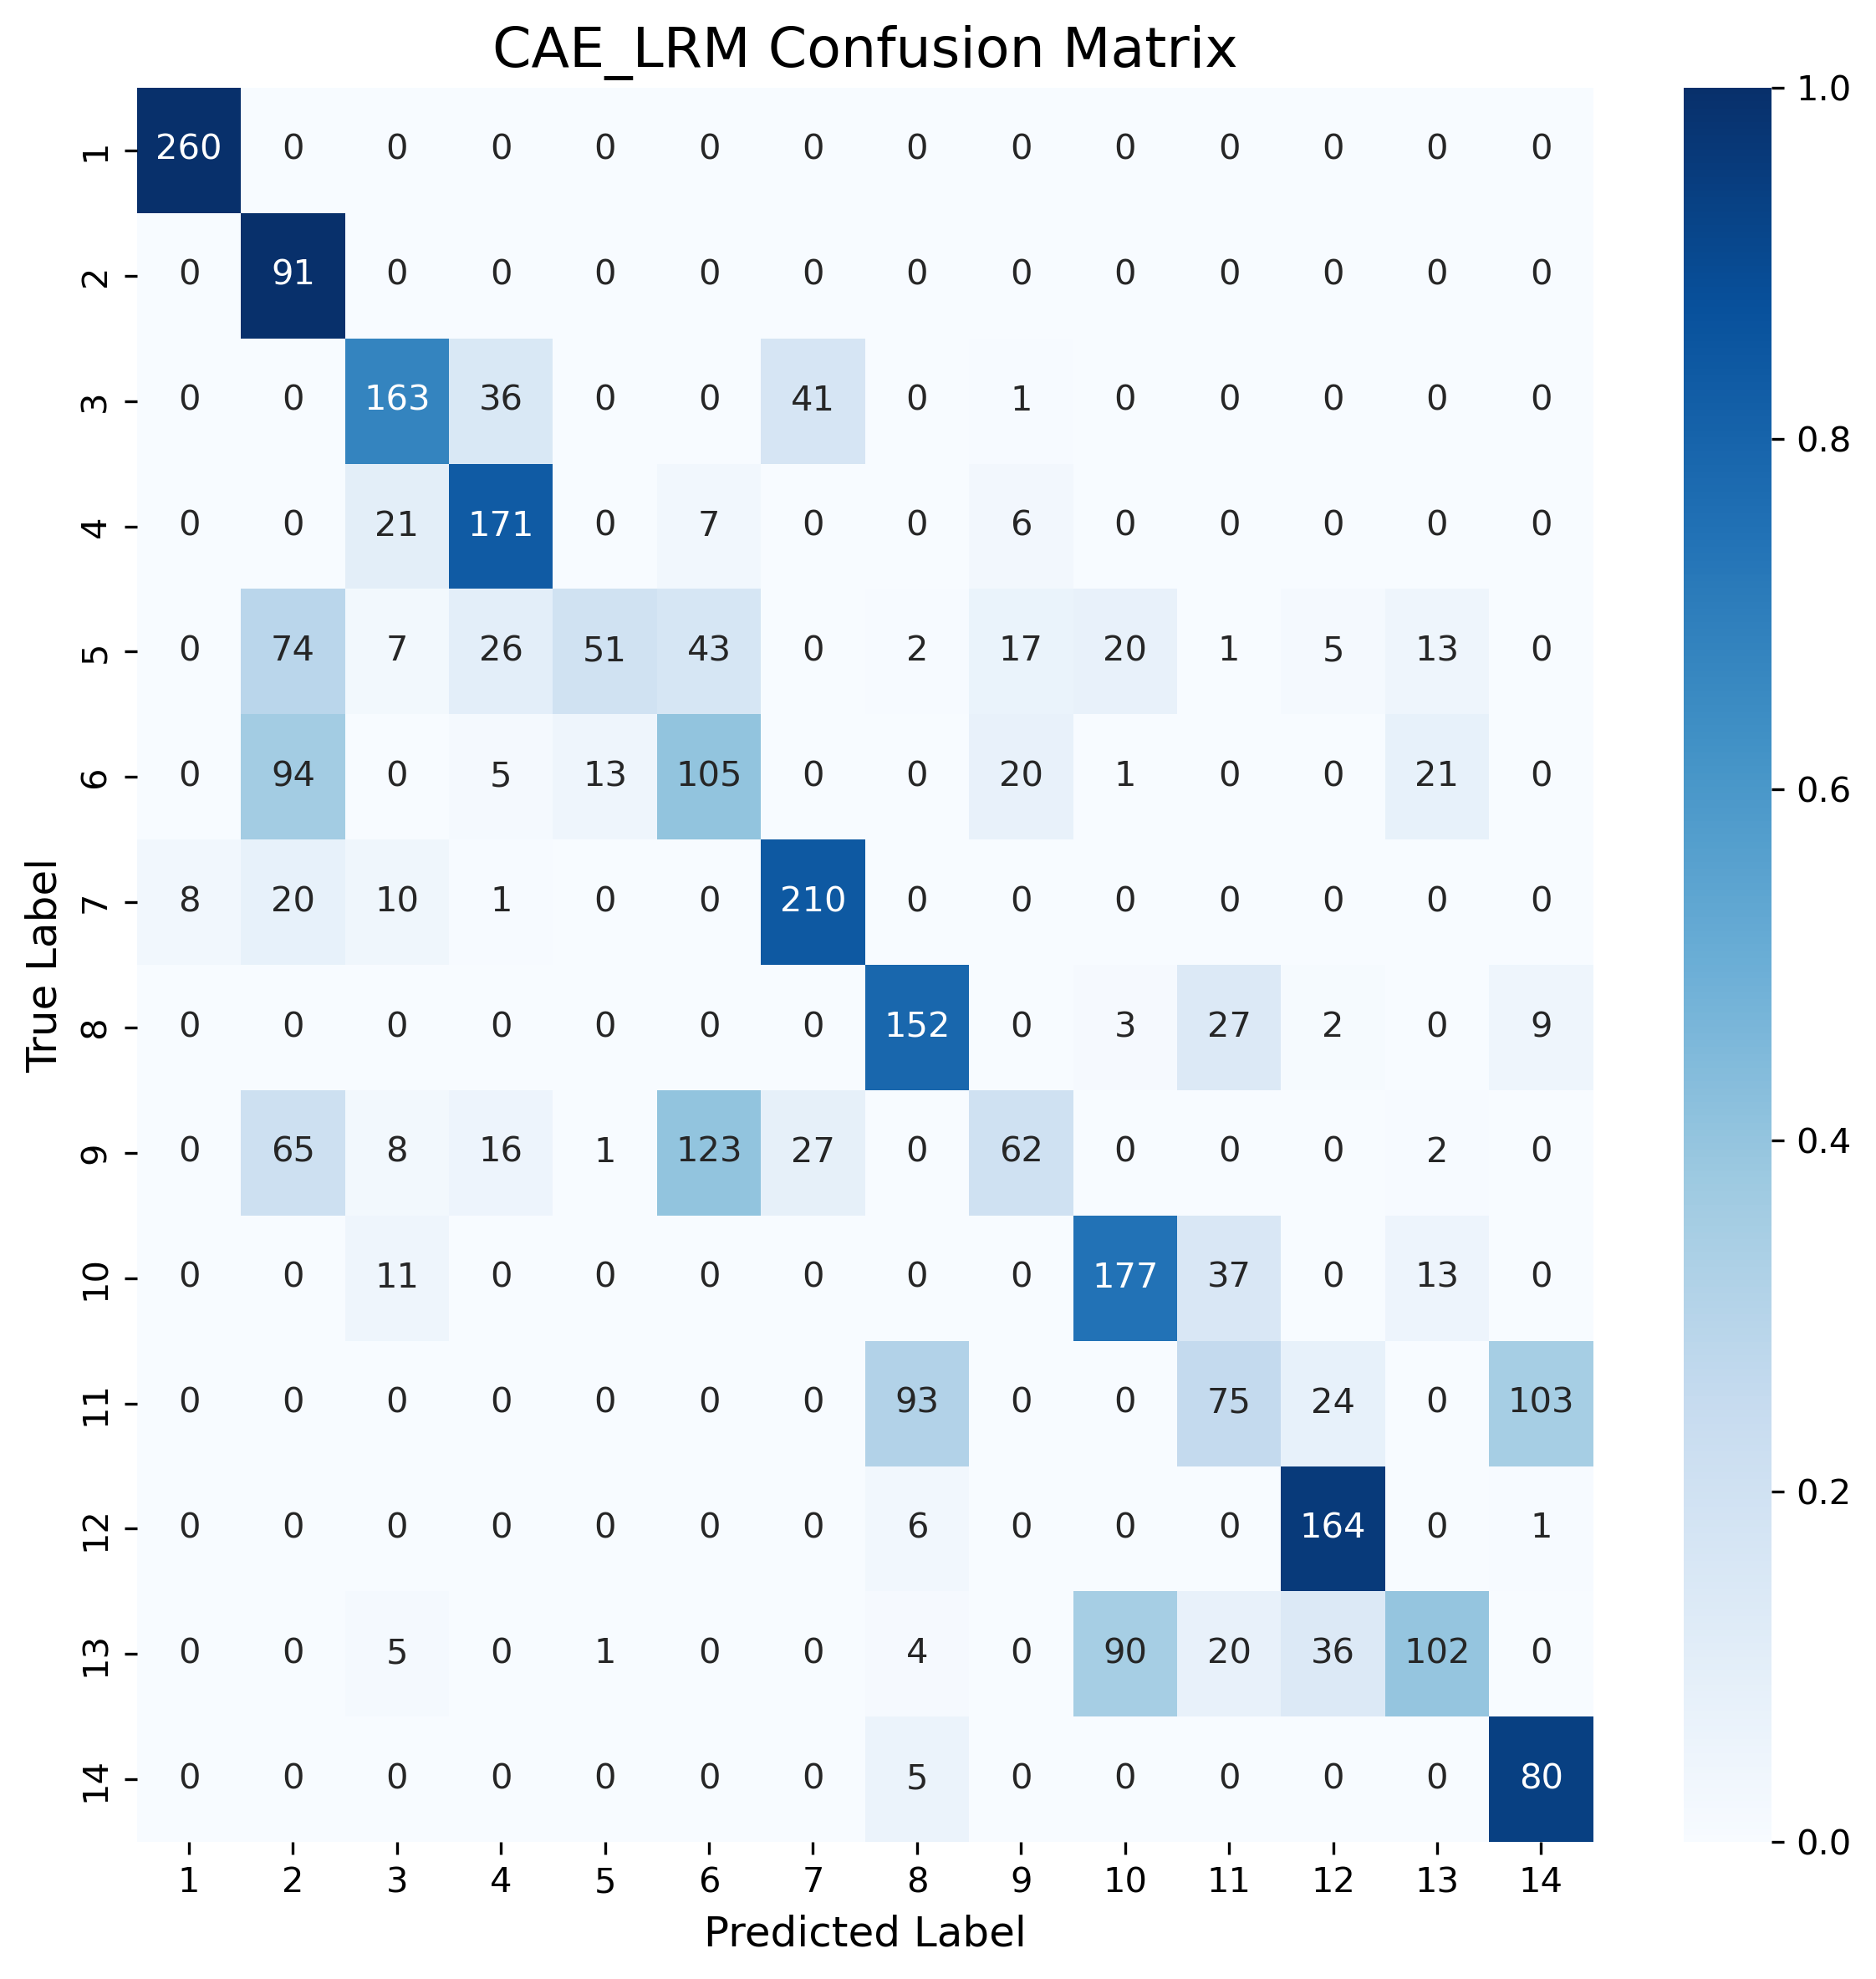 CAE_LRM Confusion Matrix
1 260 0 0 0 0 0 0 0 0 0 0 0 0 0
2 0 91 0 0 0 0 0 0 0 0 0 0 0 0
3 0 0 163 36 0 0 41 0 1 0 0 0 0 0
4 0 0 21 171 0 7 0 0 6 0 0 0 0 0
5 0 74 7 26 51 43 0 2 17 20 1 5 13 0
6 0 94 0 5 13 105 0 0 20 1 0 0 21 0
7 8 20 10 1 0 0 210 0 0 0 0 0 0 0
8 0 0 0 0 0 0 0 152 0 3 27 2 0 9
9 0 65 8 16 1 123 27 0 62 0 0 0 2 0
10 0 0 11 0 0 0 0 0 0 177 37 0 13 0
11 0 0 0 0 0 0 0 93 0 0 75 24 0 103
12 0 0 0 0 0 0 0 6 0 0 0 164 0 1
13 0 0 5 0 1 0 0 4 0 90 20 36 102 0
14 0 0 0 0 0 0 0 5 0 0 0 0 0 80
1 2 3 4 5 6 7 8 9 10 11 12 13 14
Predicted Label
True Label
1.0
0.8
0.6
0.4
0.2
0.0